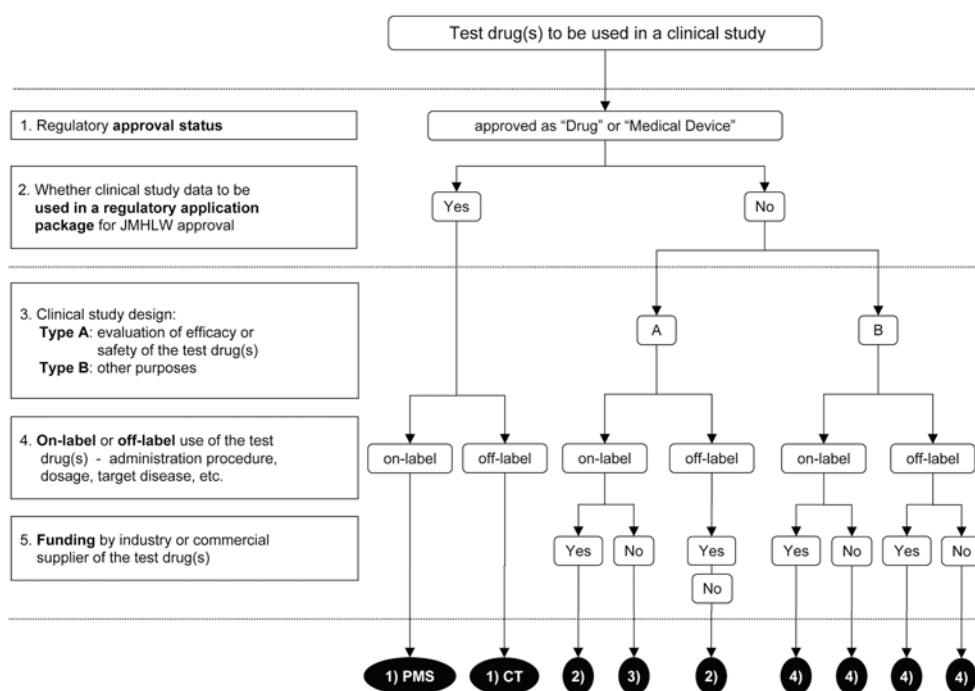 Test drug(s) to be used in a clinical study
1. Regulatory approval status
approved as “Drug” or “Medical Device”
2. Whether clinical study data to be
used in a regulatory application
package for JMHLW approval
Yes
No
3. Clinical study design:
Type A: evaluation of efficacy or
safety of the test drug(s)
Type B: other purposes
A
B
4. On-label or off-label use of the test
drug(s) - administration procedure,
dosage, target disease, etc.
on-label
off-label
on-label
off-label
on-label
off-label
5. Funding by industry or commercial
supplier of the test drug(s)
Yes
No
Yes
No
Yes
No
Yes
No
1) PMS
1) CT
2)
3)
2)
4)
4)
4)
4)